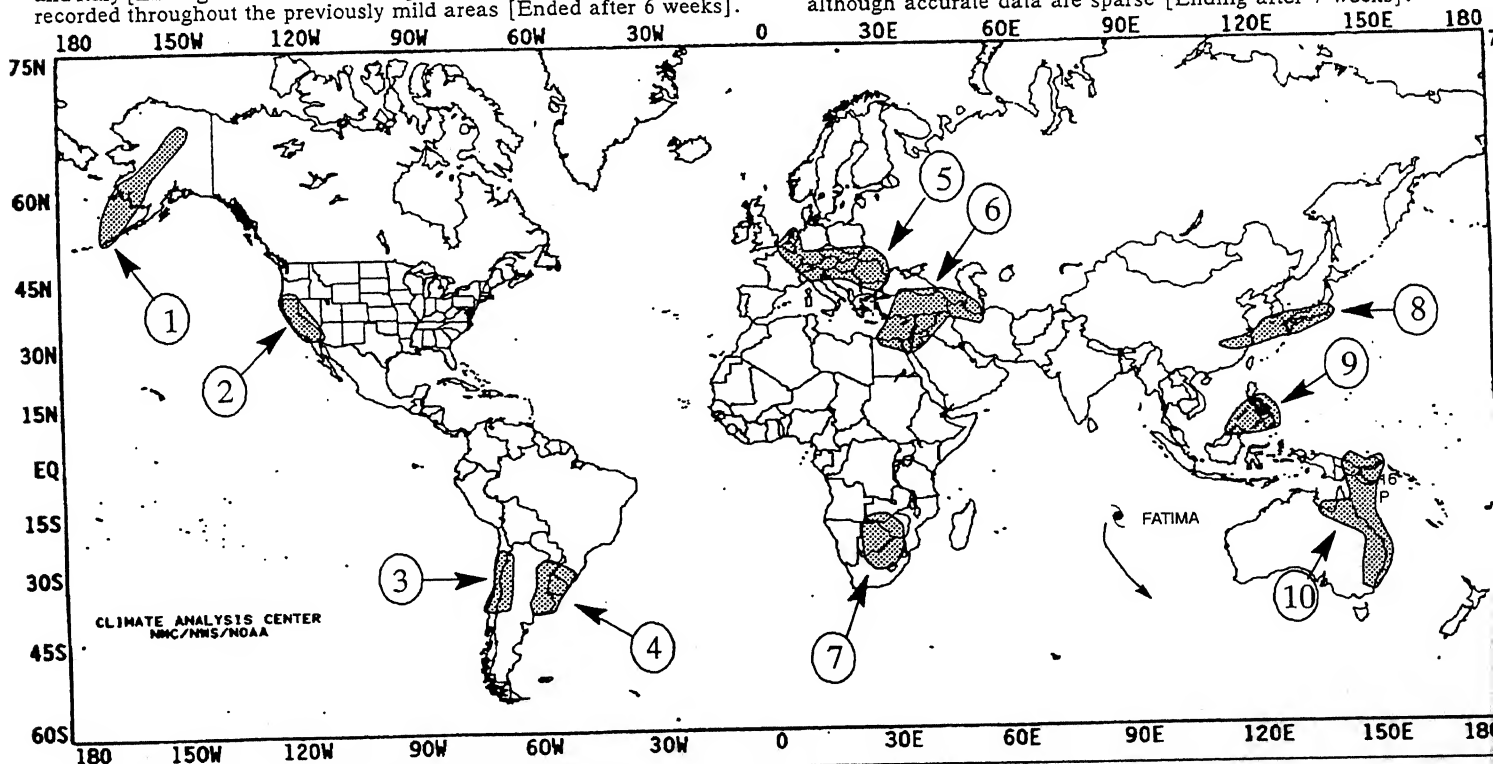 recorded throughout the previously mild areas [Ended after 6 weeks].
although accurate data are sparse [Ending after 7 weeks].
180 150W 120W 90W 60W 30W 0 30E 60E 90E 120E 150E 180
75N
60N
45N
30N
15N
EQ
15S
30S
45S
60S
5
6
1
8
2
9
16
P
FATIMA
3
10
CLIMATE ANALYSIS CENTER
NMC/NWS/NOAA
4
7
180 150W 120W 90W 60W 30W 0 30E 60E 90E 120E 150E